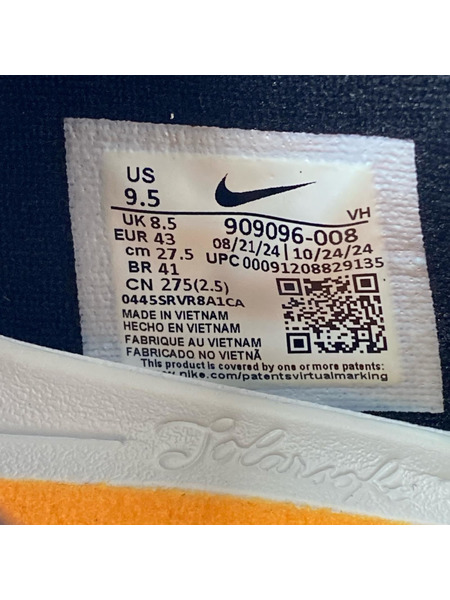 US
9.5
VH
UK 8.5
909096-008
EUR 43
08/21/24 | 10/24/24
cm 27.5
UPC 00091208829135
BR 41
CN 275(2.5)
0445SRVR8A1CA
MADE IN VIETNAM
HECHO EN VIETNAM
FABRIQUE AU VIETNAM
FABRICADO NO VIETNÃ
This product is covered by one or more patents:
www.nike.com/patentsvirtualmarking